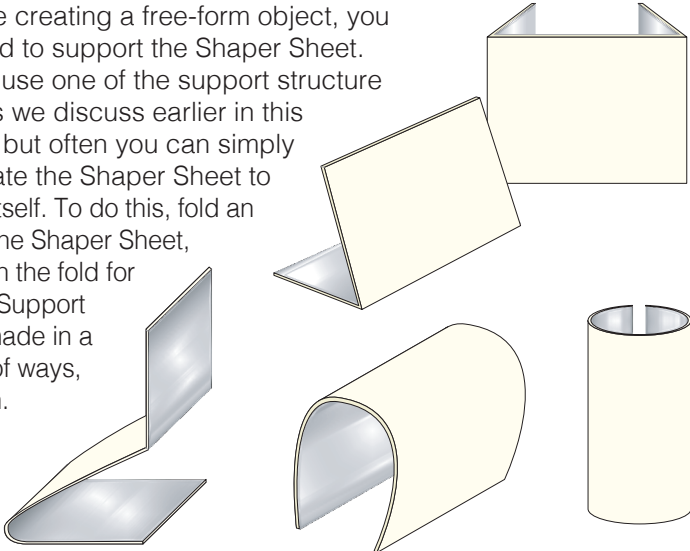 e creating a free-form object, you
d to support the Shaper Sheet.
use one of the support structure
s we discuss earlier in this
but often you can simply
ate the Shaper Sheet to
tself. To do this, fold an
he Shaper Sheet,
n the fold for
Support
made in a
of ways,
n.